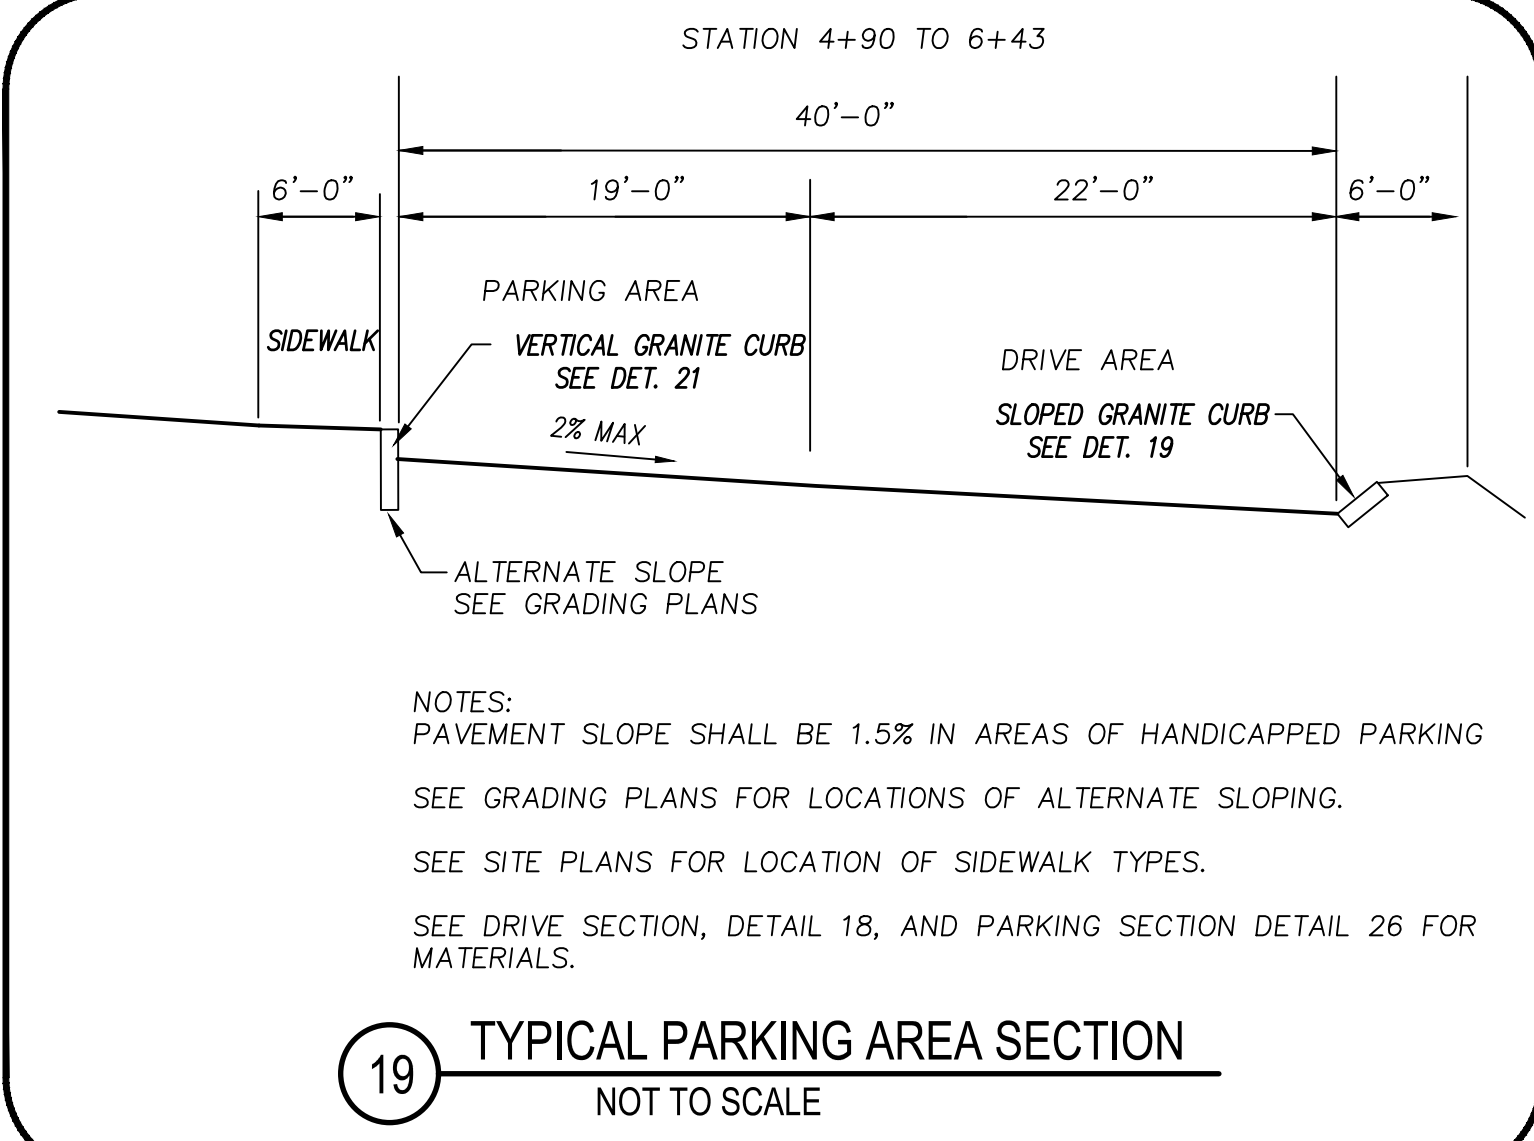 STATION 4+90 TO 6+43
40'-0"
6'-0" 19'-0" 22'-0" 6'-0"
PARKING AREA
SIDEWALK
VERTICAL GRANITE CURB
SEE DET. 21
DRIVE AREA
2% MAX
SLOPED GRANITE CURB
SEE DET. 19
ALTERNATE SLOPE
SEE GRADING PLANS
NOTES:
PAVEMENT SLOPE SHALL BE 1.5% IN AREAS OF HANDICAPPED PARKING
SEE GRADING PLANS FOR LOCATIONS OF ALTERNATE SLOPING.
SEE SITE PLANS FOR LOCATION OF SIDEWALK TYPES.
SEE DRIVE SECTION, DETAIL 18, AND PARKING SECTION DETAIL 26 FOR
MATERIALS.
19 TYPICAL PARKING AREA SECTION
NOT TO SCALE